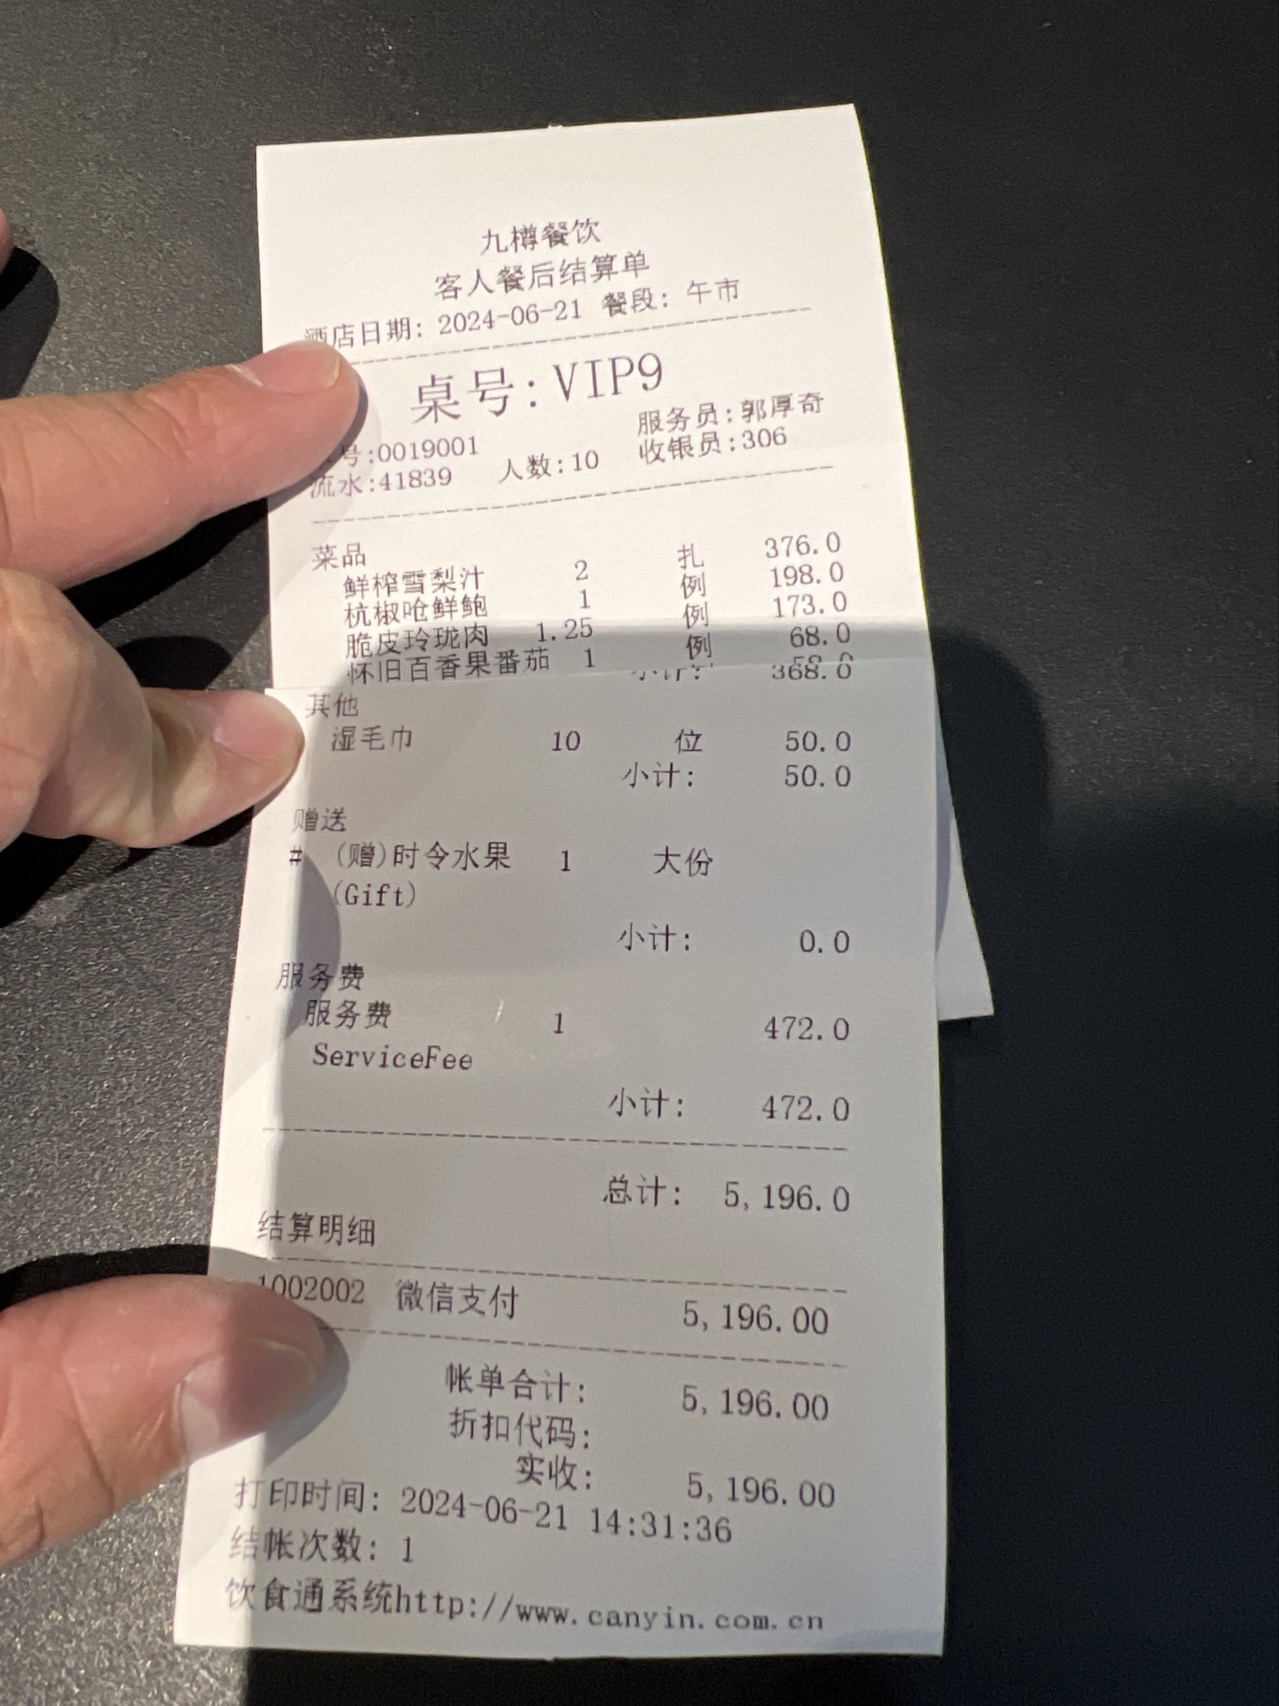 九樽餐饮
客人餐后结算单
酒店日期: 2024-06-21 餐段: 午市
桌号:VIP9
服务员:郭厚奇
号:0019001
收银员:306
流水:41839 人数:10
菜品
鲜榨雪梨汁 2 扎 376.0
杭椒呛鲜鲍 1 例 198.0
脆皮玲珑肉 1.25 例 173.0
怀旧百香果番茄 1 例 68.0
小计: 368.0
其他
湿毛巾 10 位 50.0
小计: 50.0
赠送
# (赠)时令水果 1 大份
(Gift)
小计: 0.0
服务费
服务费 1 472.0
ServiceFee
小计: 472.0
总计: 5,196.0
结算明细
1002002 微信支付 5,196.00
帐单合计: 5,196.00
折扣代码:
实收: 5,196.00
打印时间: 2024-06-21 14:31:36
结帐次数: 1
饮食通系统http://www.canyin.com.cn